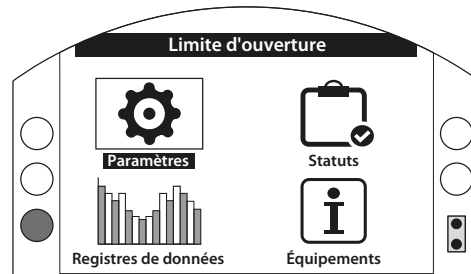 Limite d'ouverture
Paramètres
Statuts
Registres de données
Équipements